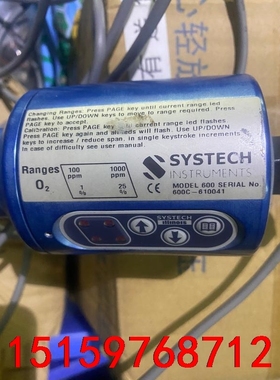 心轻放
Changing Ranges: Press PAGE key until current range led
flashes. Use UP/DOWN keys to move to range required. Press
PAGE key to accept.
Calibration: Press PAGE key until current range led flashes. Press
PAGE key again and all leds will flash. Use UP/DOWN
keys to increase / reduce span, in single keystroke increments
In case of difficulty see user manual.
Ranges
O2
100 ppm
1000 ppm
1 %
25 %
CE
SYSTECH
INSTRUMENTS
MODEL 600 SERIAL No.
600C-610041
SYSTECH
15159768712